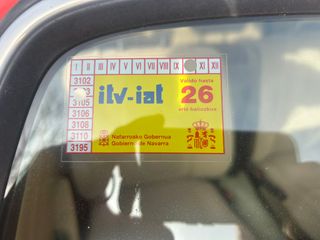 I II III IV V VI VII VIII IX XI XII
3102
3105
3106
3108
3110
3195
itv-iat
Válido hasta
26
arte baliozkoa
Nafarroako Gobernua
Gobierno de Navarra